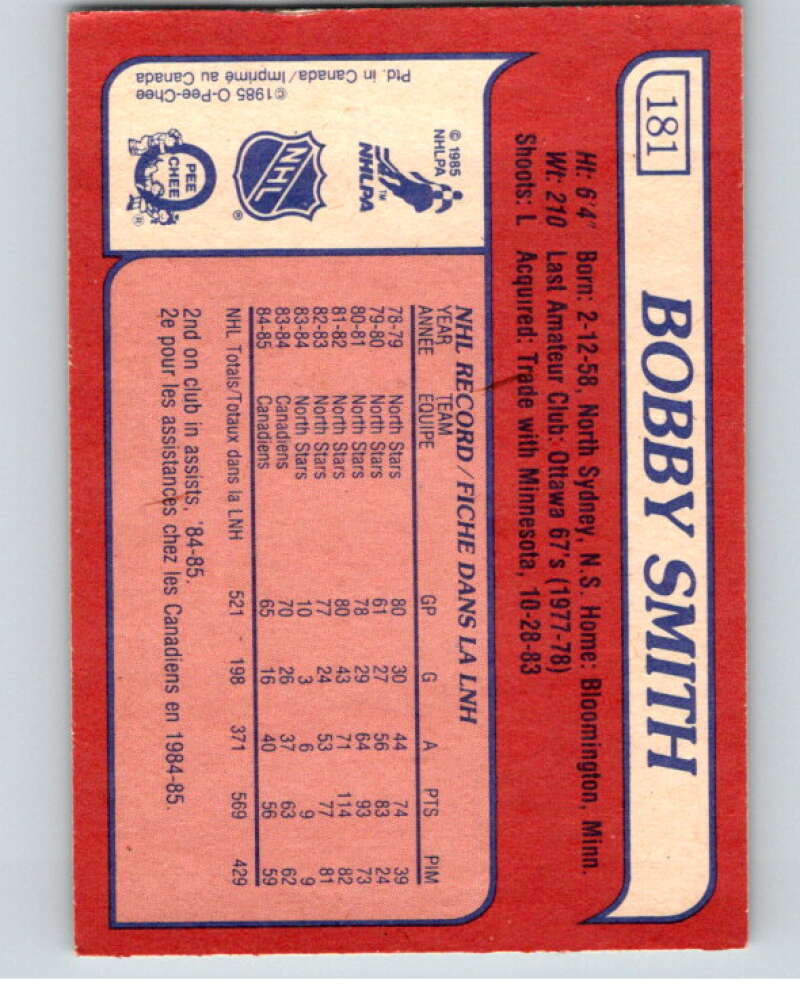 181
BOBBY SMITH
Ht: 6'4" Born: 2-12-58, North Sydney, N.S. Home: Bloomington, Minn.
Wt: 210 Last Amateur Club: Ottawa 67's (1977-78)
Shoots: L Acquired: Trade with Minnesota, 10-28-83
NHL RECORD/FICHE DANS LA LNH
YEAR TEAM
ANNÉE ÉQUIPE GP G A PTS PIM
78-79 North Stars 80 30 44 74 39
79-80 North Stars 61 27 56 83 24
80-81 North Stars 78 29 64 93 73
81-82 North Stars 80 43 71 114 82
82-83 North Stars 77 24 53 77 81
83-84 North Stars 10 3 6 9 9
83-84 Canadiens 70 26 37 63 62
84-85 Canadiens 65 16 40 56 59
NHL Totals/Totaux dans la LNH 521 198 371 569 429
2nd on club in assists, '84-85.
2e pour les assistances chez les Canadiens en 1984-85.
© 1985
NHLPA
NHLPA
TM
NHL
®
O
PEE
CHEE
®
©1985 O-Pee-Chee
Ptd. in Canada/Imprimé au Canada